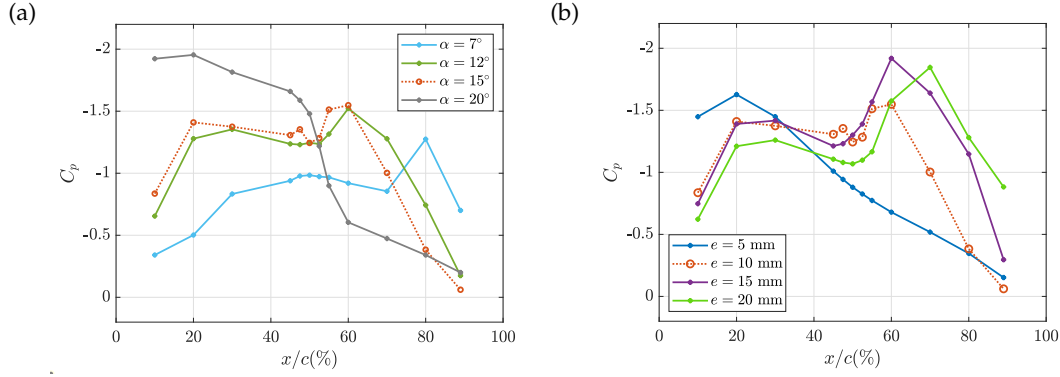 (a)
-2
-1.5
-1
-0.5
0
C_p
0 20 40 60 80 100
x/c(%)
α = 7°
α = 12°
α = 15°
α = 20°
(b)
-2
-1.5
-1
-0.5
0
C_p
0 20 40 60 80 100
x/c(%)
e = 5 mm
e = 10 mm
e = 15 mm
e = 20 mm